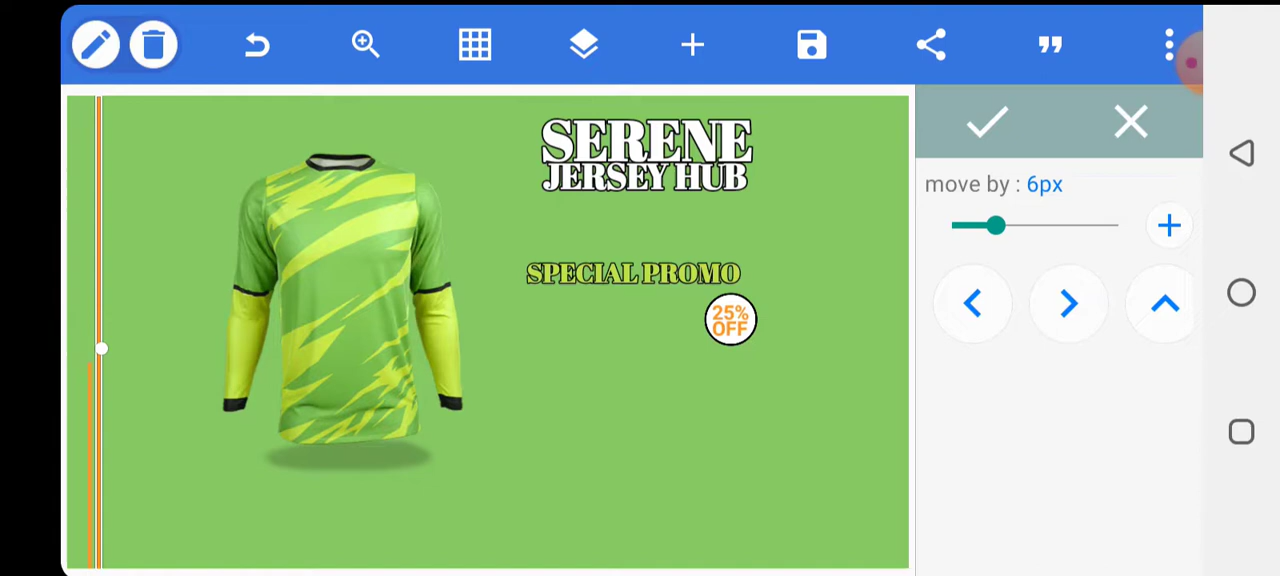 SERENE
JERSEY HUB
move by : 6px
SPECIAL PROMO
25%
OFF